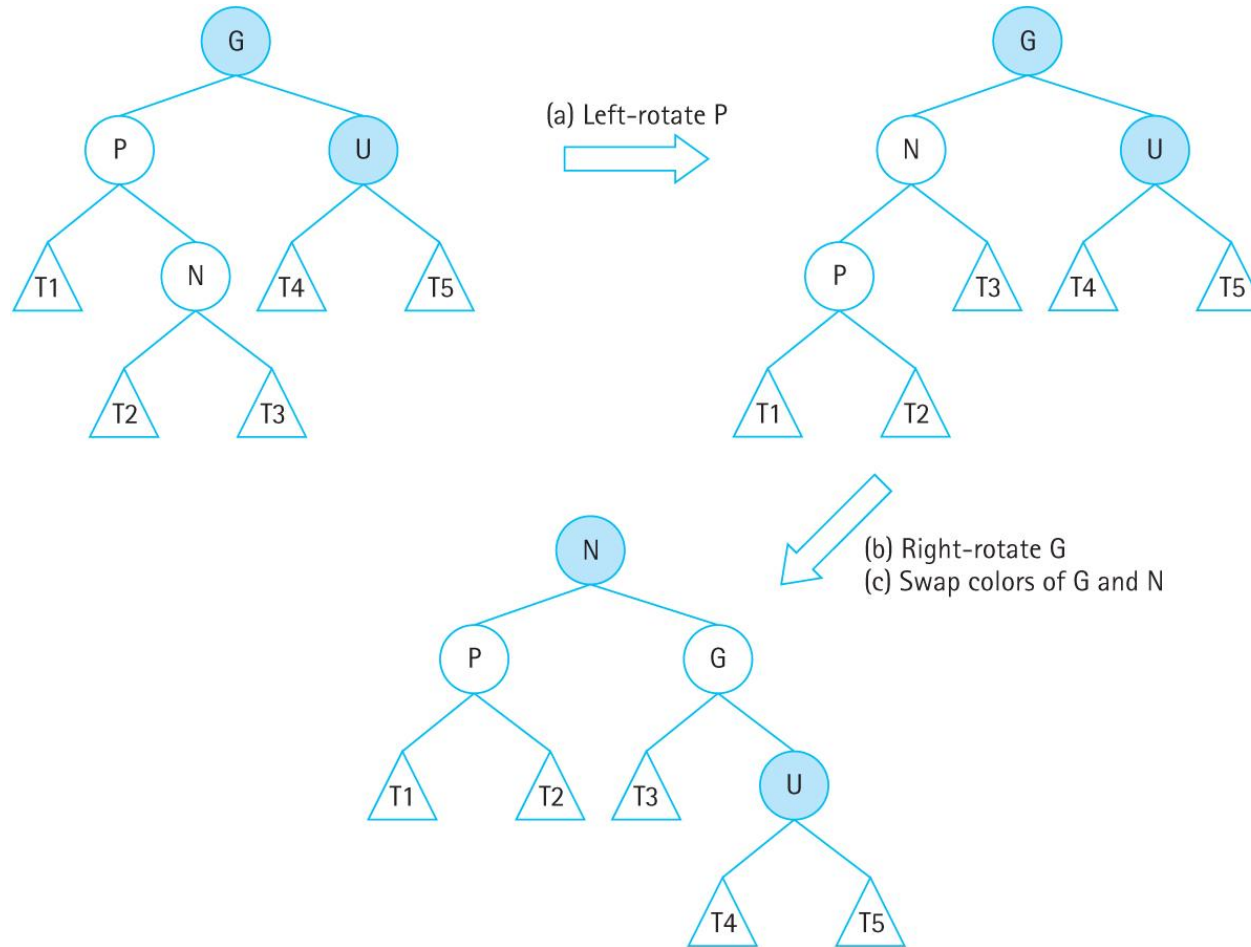 G
G
(a) Left-rotate P
P
U
N
U
T1
N
T4
T5
P
T3
T4
T5
T2
T3
T1
T2
(b) Right-rotate G
(c) Swap colors of G and N
N
P
G
T1
T2
T3
U
T4
T5